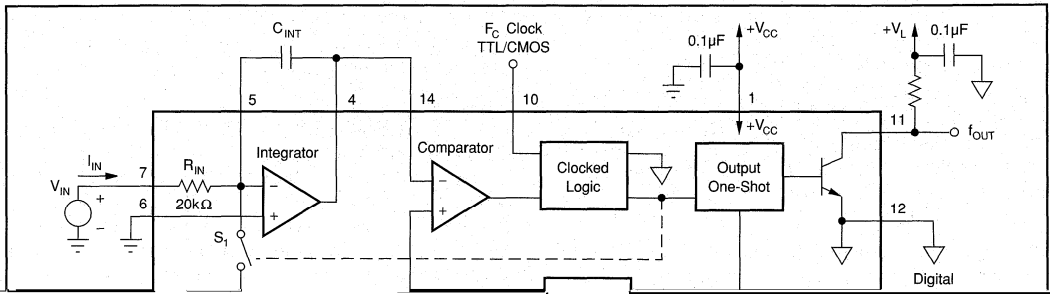 C_INT
F_C Clock
TTL/CMOS
0.1µF
+V_CC
+V_L
0.1µF
5
4
14
10
1
11
f_OUT
+V_CC
I_IN
7
R_IN
Integrator
Comparator
Clocked
Logic
Output
One-Shot
V_IN
+
–
20kΩ
6
–
+
–
+
S_1
12
Digital